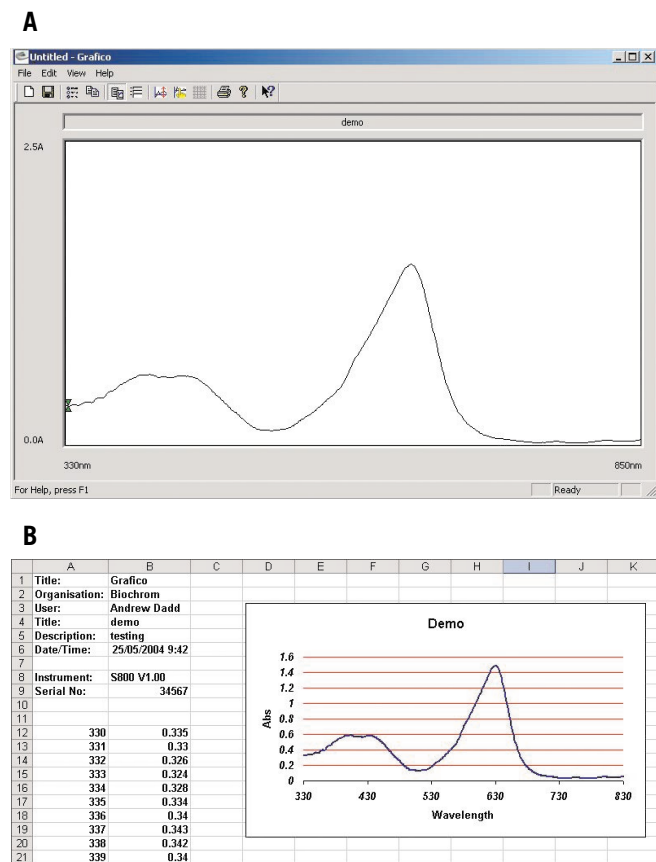 A
Untitled - Grafico
File Edit View Help
demo
2.5A
0.0A
330nm 850nm
For Help, press F1 Ready
B
A B C D E F G H I J K
1 Title: Grafico
2 Organisation: Biochrom
3 User: Andrew Dadd
4 Title: demo
5 Description: testing
6 Date/Time: 25/05/2004 9:42
7
8 Instrument: S800 V1.00
9 Serial No: 34567
10
11
12 330 0.335
13 331 0.33
14 332 0.326
15 333 0.324
16 334 0.328
17 335 0.334
18 336 0.34
19 337 0.343
20 338 0.342
21 339 0.34
Demo
Abs
1.6
1.4
1.2
1
0.8
0.6
0.4
0.2
0
330 430 530 630 730 830
Wavelength